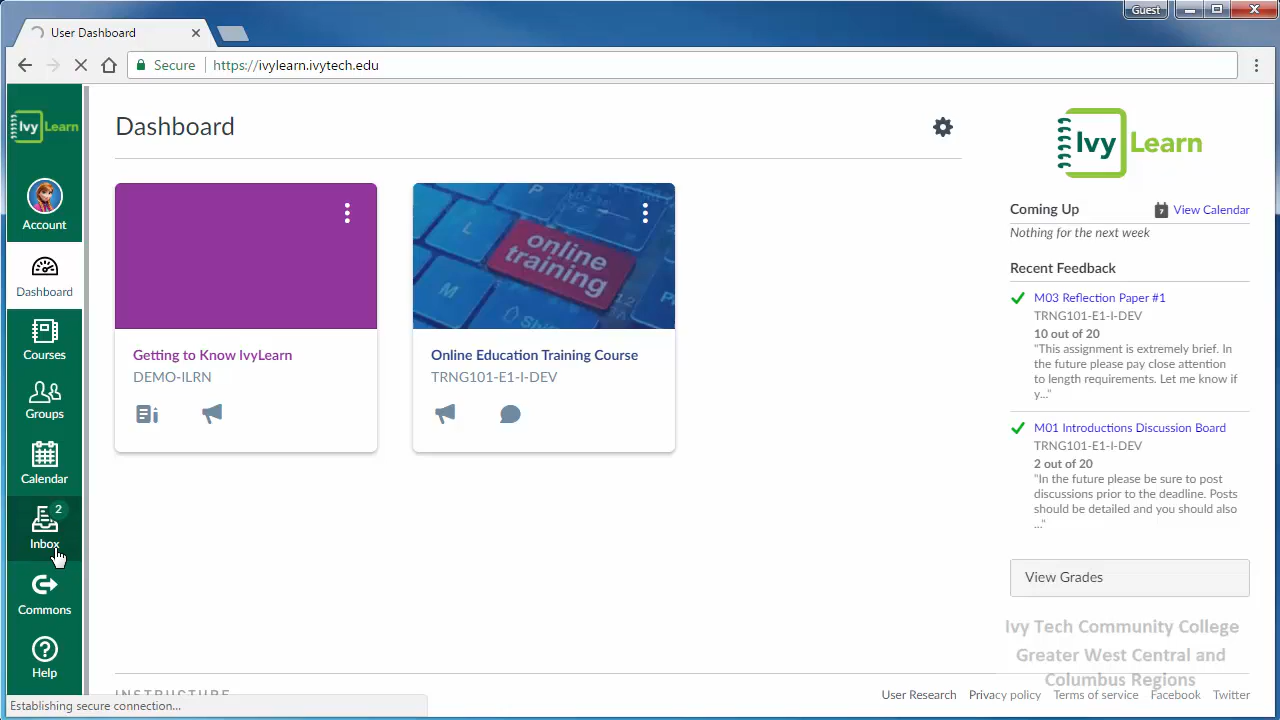 Guest
User Dashboard
Secure
https://ivylearn.ivytech.edu
Ivy Learn
Account
Dashboard
Courses
Groups
Calendar
2
Inbox
Commons
Help
Dashboard
Getting to Know IvyLearn
DEMO-ILRN
online
training
P
L
M
Shift
12
Online Education Training Course
TRNG101-E1-I-DEV
Ivy Learn
Coming Up
7
View Calendar
Nothing for the next week
Recent Feedback
M03 Reflection Paper #1
TRNG101-E1-I-DEV
10 out of 20
"This assignment is extremely brief. In
the future please pay close attention
to length requirements. Let me know if
y..."
M01 Introductions Discussion Board
TRNG101-E1-I-DEV
2 out of 20
"In the future please be sure to post
discussions prior to the deadline. Posts
should be detailed and you should also
..."
View Grades
Ivy Tech Community College
Greater West Central and
Columbus Regions
INSTRUCTURE
User Research
Privacy policy
Terms of service
Facebook
Twitter
Establishing secure connection...